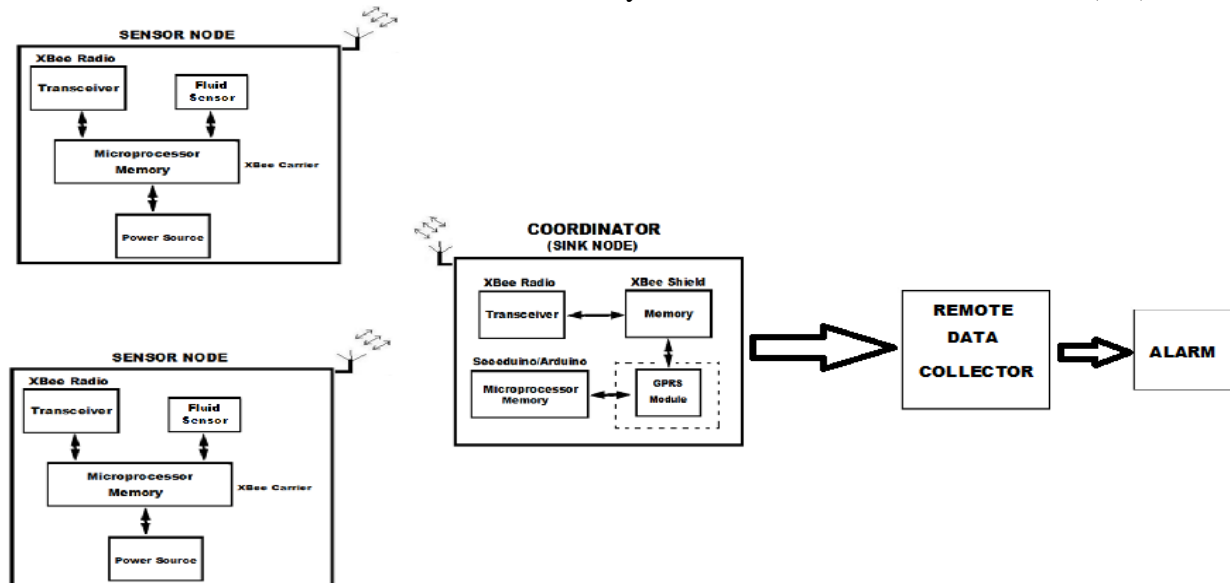 SENSOR NODE
XBee Radio
Transceiver
Fluid
Sensor
Microprocessor
Memory
XBee Carrier
Power Source
SENSOR NODE
XBee Radio
Transceiver
Fluid
Sensor
Microprocessor
Memory
XBee Carrier
Power Source
COORDINATOR
(SINK NODE)
XBee Radio
XBee Shield
Transceiver
Memory
Seeeduino/Arduino
Microprocessor
Memory
GPRS
Module
REMOTE
DATA
COLLECTOR
ALARM